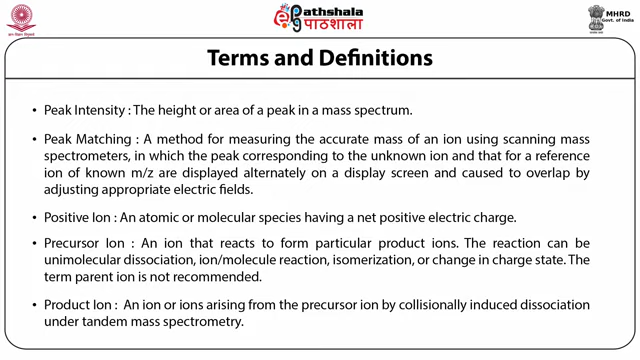 Pathshala
पाठशाला
MHRD
Govt. of India
Terms and Definitions
• Peak Intensity : The height or area of a peak in a mass spectrum.
• Peak Matching : A method for measuring the accurate mass of an ion using scanning mass
spectrometers, in which the peak corresponding to the unknown ion and that for a reference
ion of known m/z are displayed alternately on a display screen and caused to overlap by
adjusting appropriate electric fields.
• Positive Ion : An atomic or molecular species having a net positive electric charge.
• Precursor Ion : An ion that reacts to form particular product ions. The reaction can be
unimolecular dissociation, ion/molecule reaction, isomerization, or change in charge state. The
term parent ion is not recommended.
• Product Ion : An ion or ions arising from the precursor ion by collisionally induced dissociation
under tandem mass spectrometry.